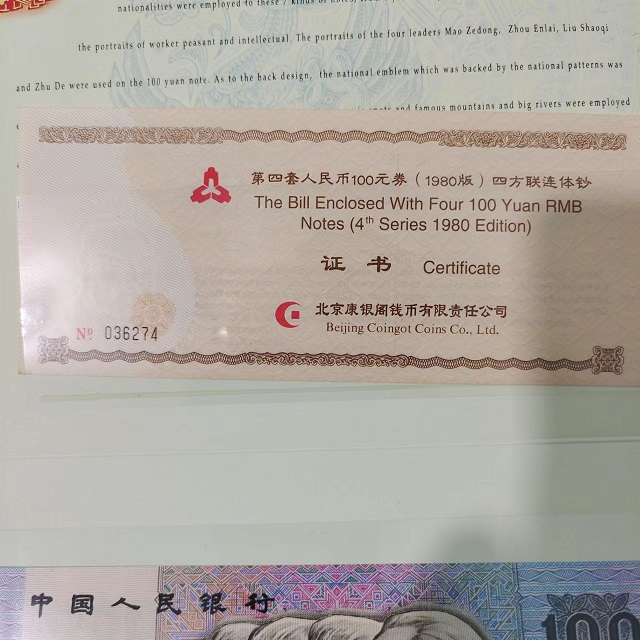 nationalities were employed to these
the portraits of worker peasant and intellectual. The portraits of the four leaders Mao Zedong, Zhou Enlai, Liu Shaoqi
and Zhu De were used on the 100 yuan note. As to the back design, the national emblem which was backed by the national patterns was
and famous mountains and big rivers were employed
第四套人民币100元券（1980版）四方联连体钞
The Bill Enclosed With Four 100 Yuan RMB
Notes (4th Series 1980 Edition)
证书 Certificate
北京康银阁钱币有限责任公司
Beijing Coingot Coins Co., Ltd.
Nº 036274
中国人民银行
100